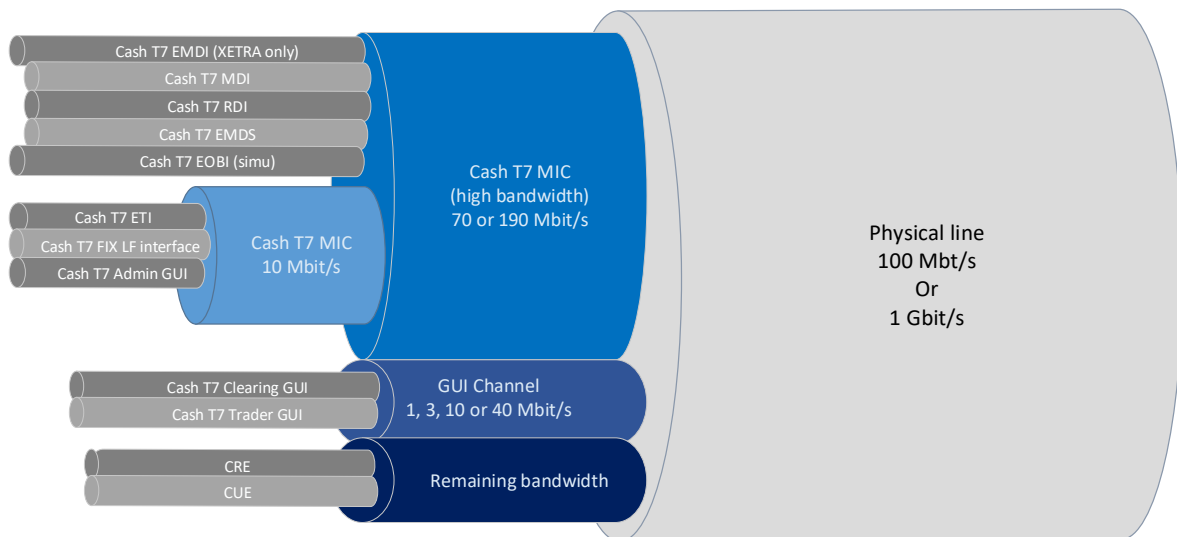 Cash T7 EMDI (XETRA only)
Cash T7 MDI
Cash T7 RDI
Cash T7 EMDS
Cash T7 EOBI (simu)
Cash T7 ETI
Cash T7 FIX LF interface
Cash T7 Admin GUI
Cash T7 MIC
10 Mbit/s
Cash T7 MIC
(high bandwidth)
70 or 190 Mbit/s
Cash T7 Clearing GUI
Cash T7 Trader GUI
GUI Channel
1, 3, 10 or 40 Mbit/s
CRE
CUE
Remaining bandwidth
Physical line
100 Mbt/s
Or
1 Gbit/s